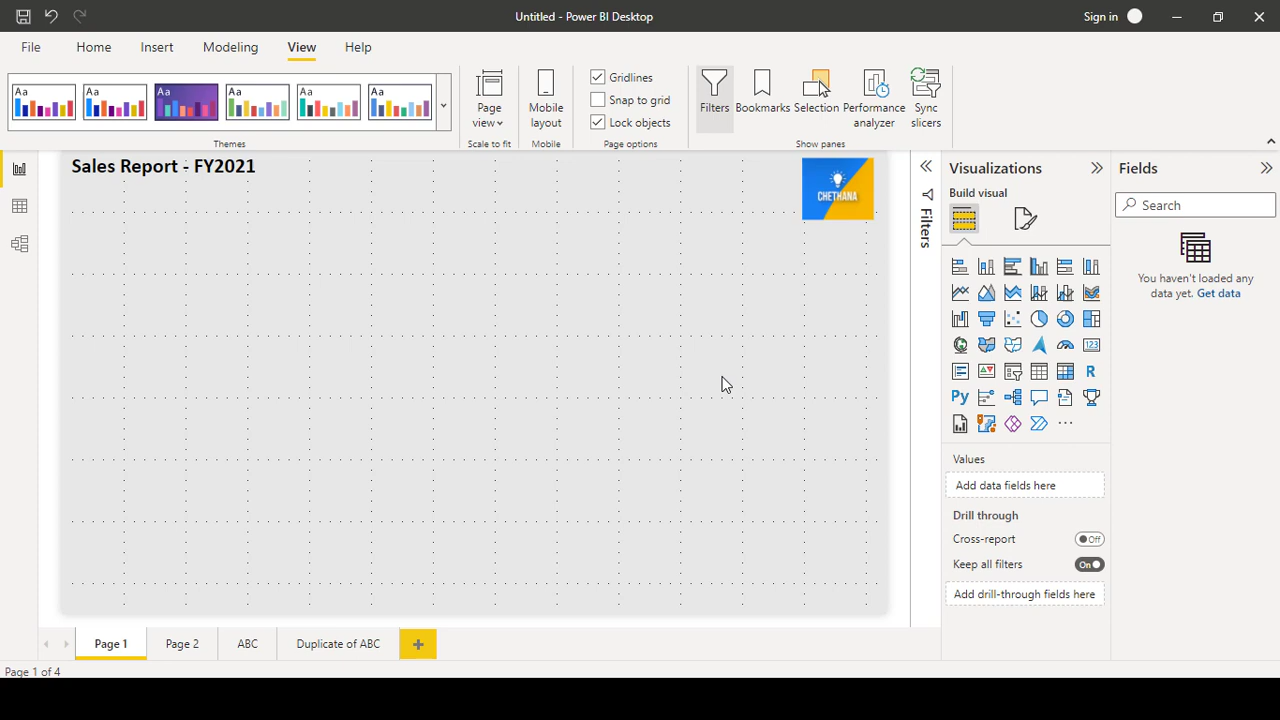 Untitled - Power BI Desktop
Sign in
File
Home
Insert
Modeling
View
Help
Aa
Aa
Aa
Aa
Aa
Aa
Page view
Mobile layout
Gridlines
Snap to grid
Lock objects
Filters
Bookmarks
Selection
Performance analyzer
Sync slicers
Themes
Scale to fit
Mobile
Page options
Show panes
Sales Report - FY2021
CHETHANA
Filters
Visualizations
Build visual
123
R
Py
Values
Add data fields here
Drill through
Cross-report
Off
Keep all filters
On
Add drill-through fields here
Fields
Search
You haven't loaded any
data yet. Get data
Page 1
Page 2
ABC
Duplicate of ABC
Page 1 of 4